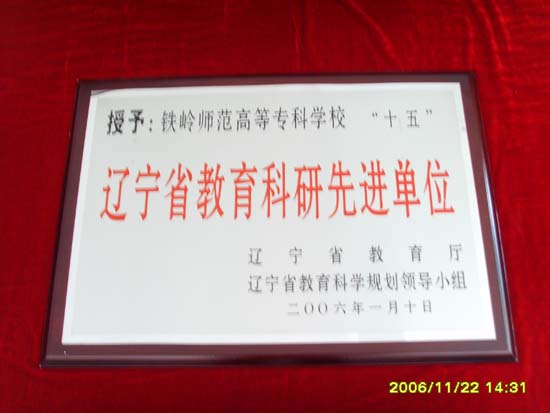 授予：铁岭师范高等专科学校 “十五”
辽宁省教育科研先进单位
辽宁省教育厅
辽宁省教育科学规划领导小组
二〇〇六年一月十日
2006/11/22 14:31